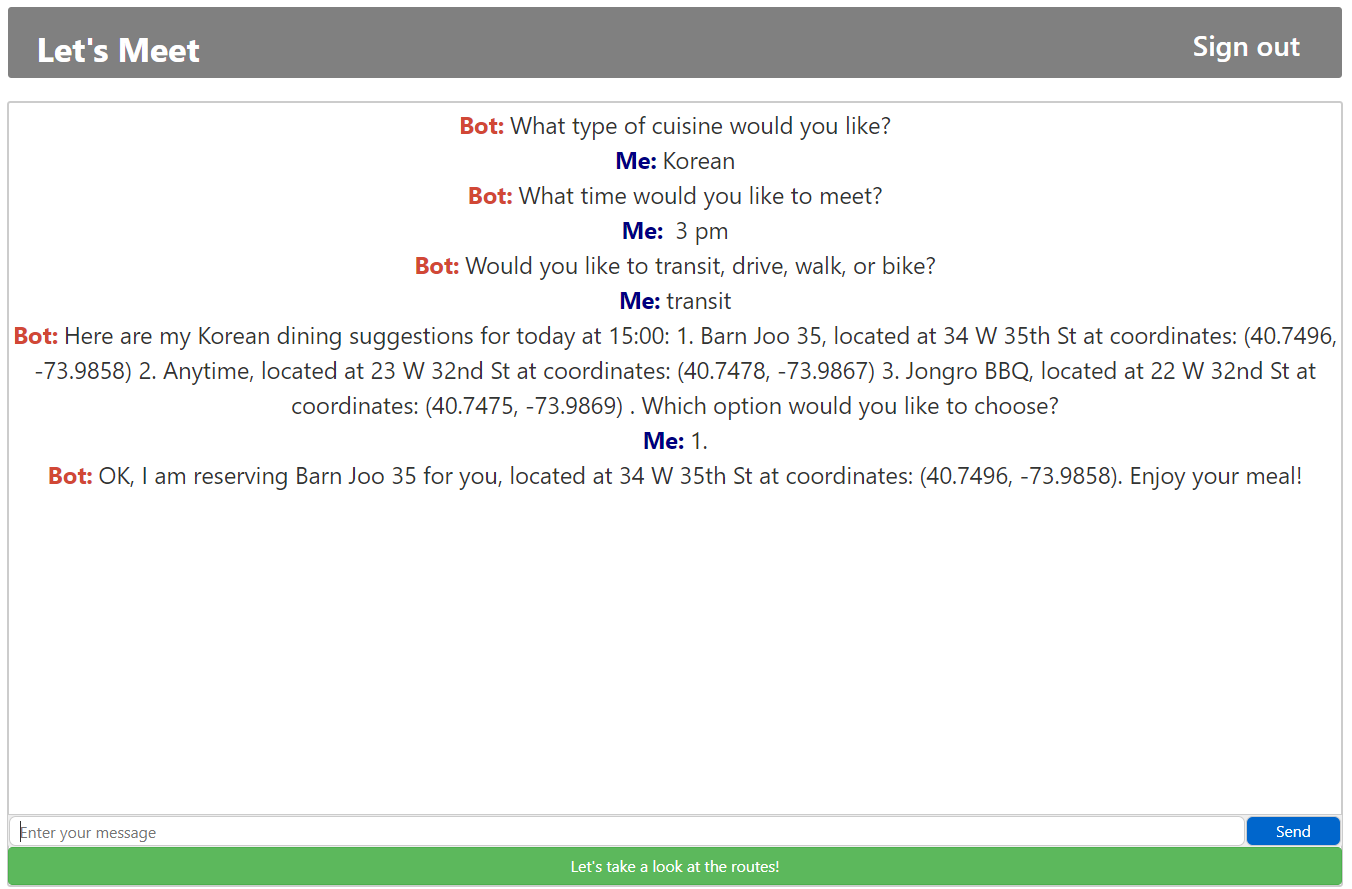 Let's Meet
Sign out
Bot: What type of cuisine would you like?
Me: Korean
Bot: What time would you like to meet?
Me: 3 pm
Bot: Would you like to transit, drive, walk, or bike?
Me: transit
Bot: Here are my Korean dining suggestions for today at 15:00: 1. Barn Joo 35, located at 34 W 35th St at coordinates: (40.7496,
-73.9858) 2. Anytime, located at 23 W 32nd St at coordinates: (40.7478, -73.9867) 3. Jongro BBQ, located at 22 W 32nd St at
coordinates: (40.7475, -73.9869) . Which option would you like to choose?
Me: 1.
Bot: OK, I am reserving Barn Joo 35 for you, located at 34 W 35th St at coordinates: (40.7496, -73.9858). Enjoy your meal!
Enter your message
Send
Let's take a look at the routes!